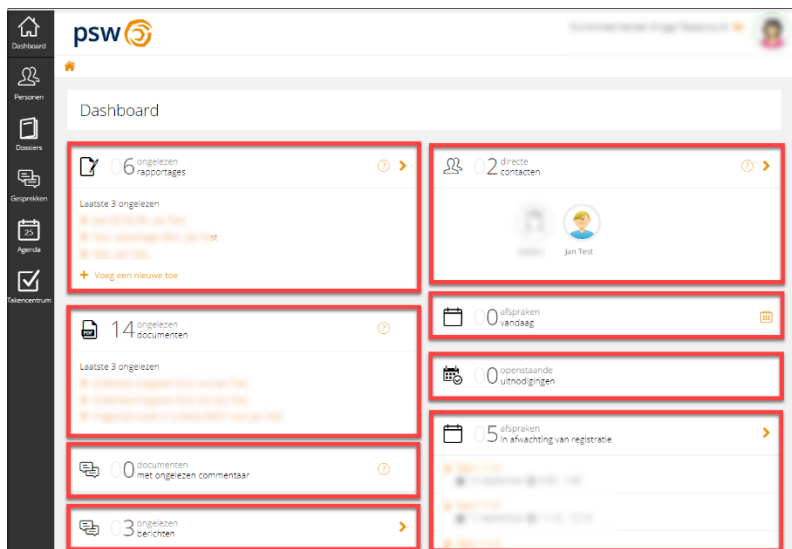 Dashboard
Personen
Dossiers
Gesprekken
25
Agenda
Takencentrum
psw
Dashboard
06 ongelezen
rapportages
?
Laatste 3 ongelezen
+ Voeg een nieuwe toe
PDF
14 ongelezen
documenten
?
Laatste 3 ongelezen
00 documenten
met ongelezen commentaar
?
03 ongelezen
berichten
02 directe
contacten
?
Jan Test
00 afspraken
vandaag
00 openstaande
uitnodigingen
05 afspraken
In afwachting van registratie